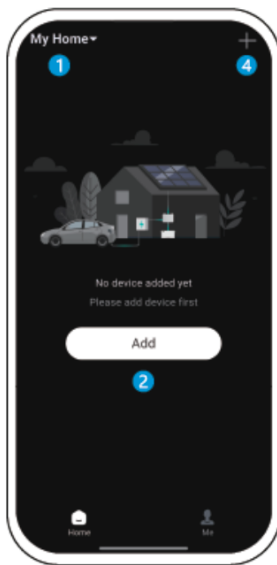 My Home
1
4
No device added yet
Please add device first
Add
2
Home
Me